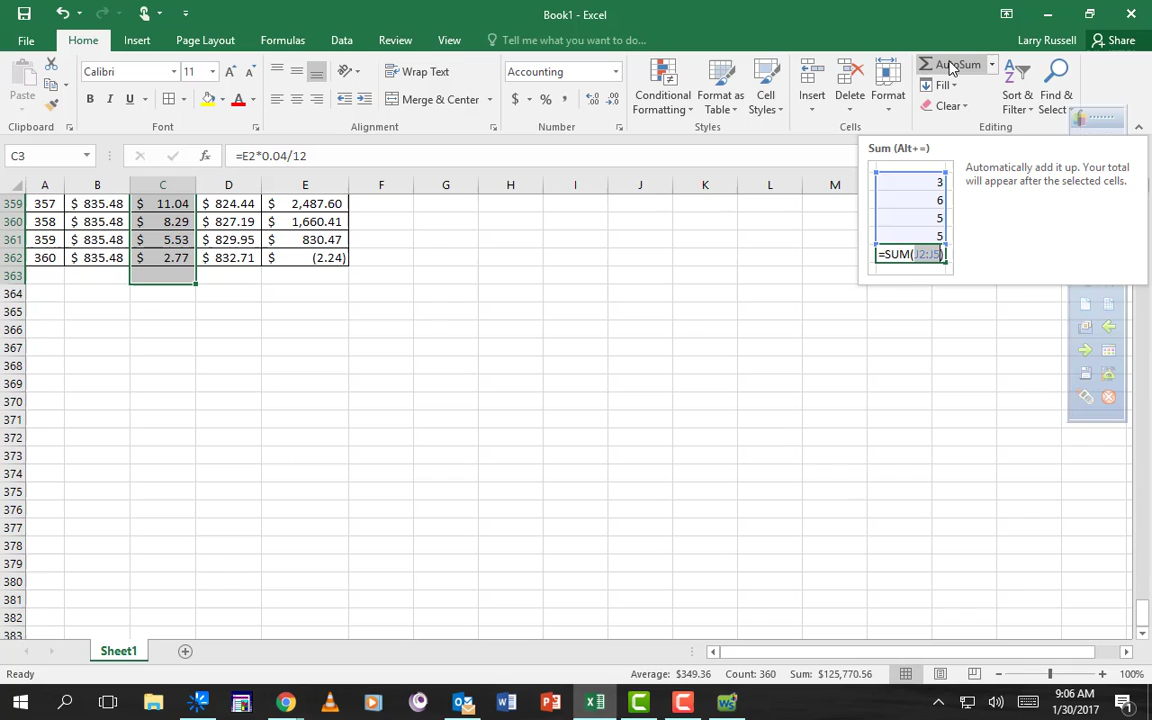 Book1 - Excel
File Home Insert Page Layout Formulas Data Review View Tell me what you want to do... Larry Russell Share
Paste
Clipboard
Calibri 11
B I U
Font
Wrap Text
Merge & Center
Alignment
Accounting
$ % ,
Number
Conditional Formatting
Format as Table
Cell Styles
Styles
Insert Delete Format
Cells
AutoSum
Fill
Clear
Sort & Filter
Find & Select
Editing
C3 fx =E2*0.04/12
Sum (Alt+=)
Automatically add it up. Your total
will appear after the selected cells.
3
6
5
5
=SUM(J2:J5)
A B C D E F G H I J K L M
359 357 $ 835.48 $ 11.04 $ 824.44 $ 2,487.60
360 358 $ 835.48 $ 8.29 $ 827.19 $ 1,660.41
361 359 $ 835.48 $ 5.53 $ 829.95 $ 830.47
362 360 $ 835.48 $ 2.77 $ 832.71 $ (2.24)
363
364
365
366
367
368
369
370
371
372
373
374
375
376
377
378
379
380
381
382
383
Sheet1
Ready Average: $349.36 Count: 360 Sum: $125,770.56 100%
9:06 AM
1/30/2017